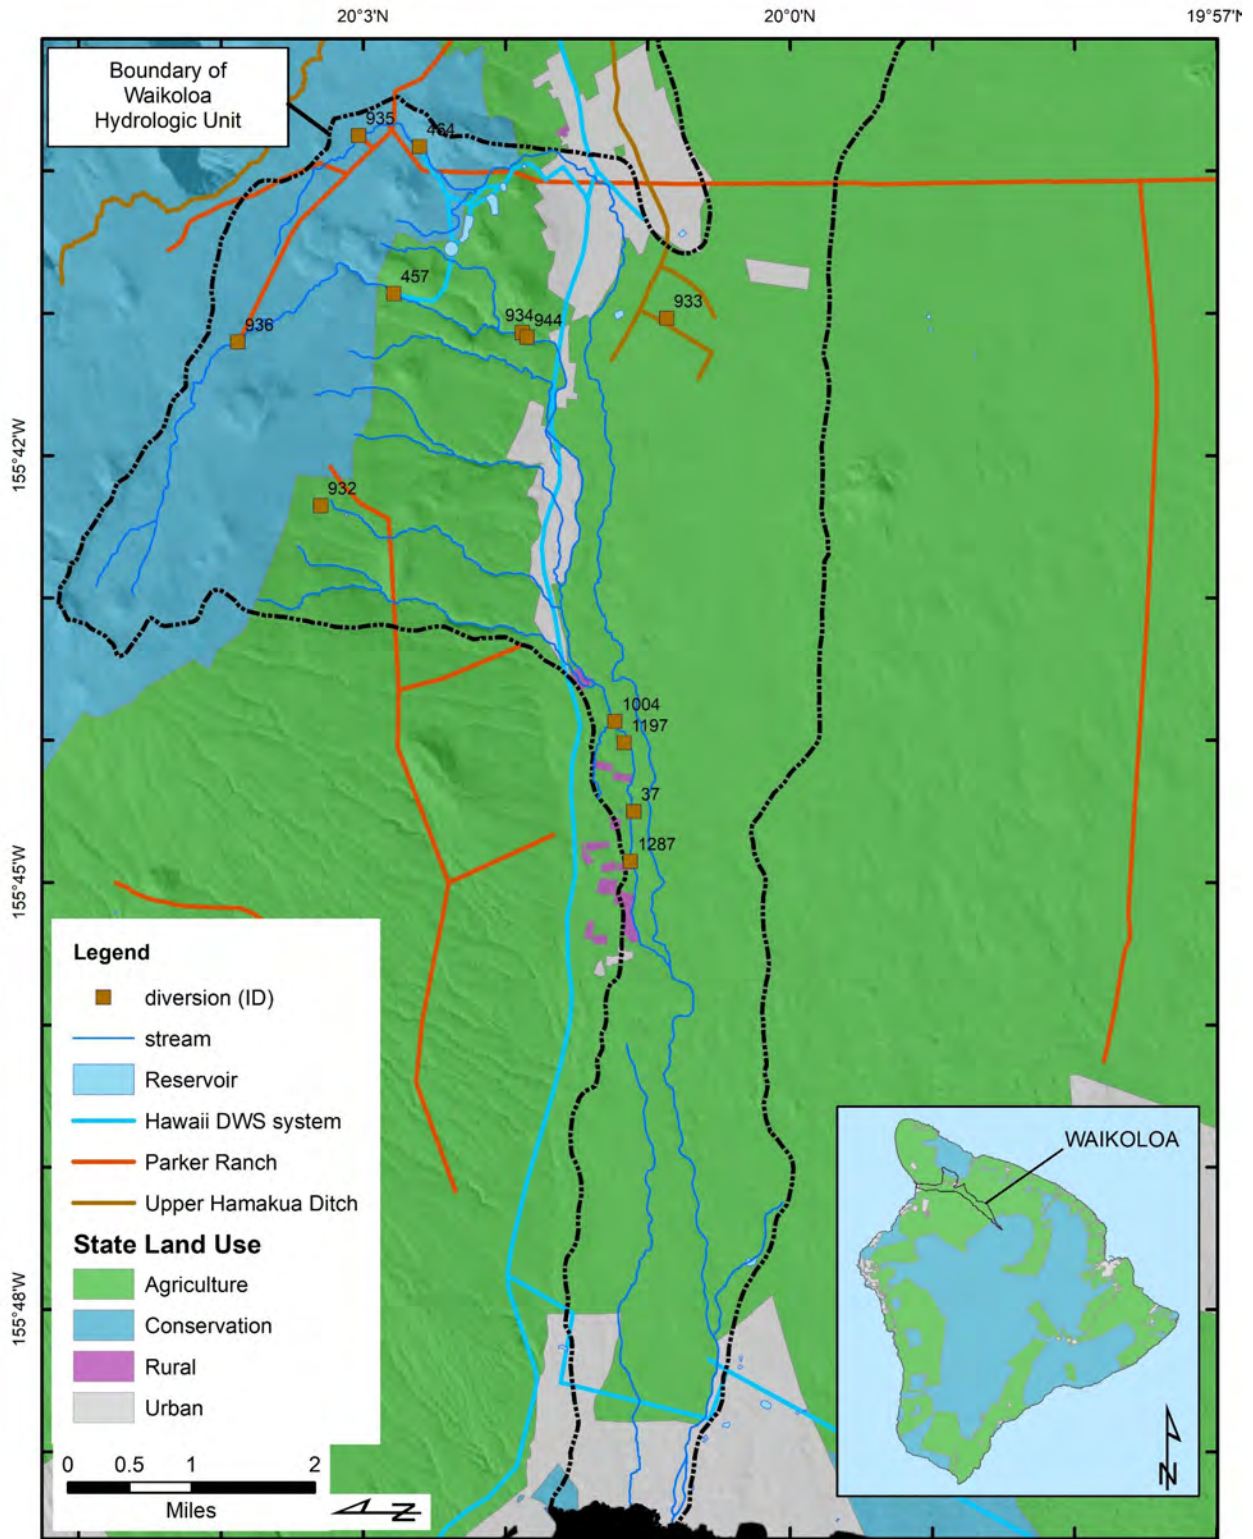 20°3'N
20°0'N
19°57'N
Boundary of
Waikoloa
Hydrologic Unit
935
464
457
933
934
944
936
155°42'W
932
1004
1197
37
1287
155°45'W
Legend
diversion (ID)
stream
Reservoir
Hawaii DWS system
Parker Ranch
Upper Hamakua Ditch
State Land Use
Agriculture
Conservation
Rural
Urban
155°48'W
WAIKOLOA
0 0.5 1 2
Miles
N
N